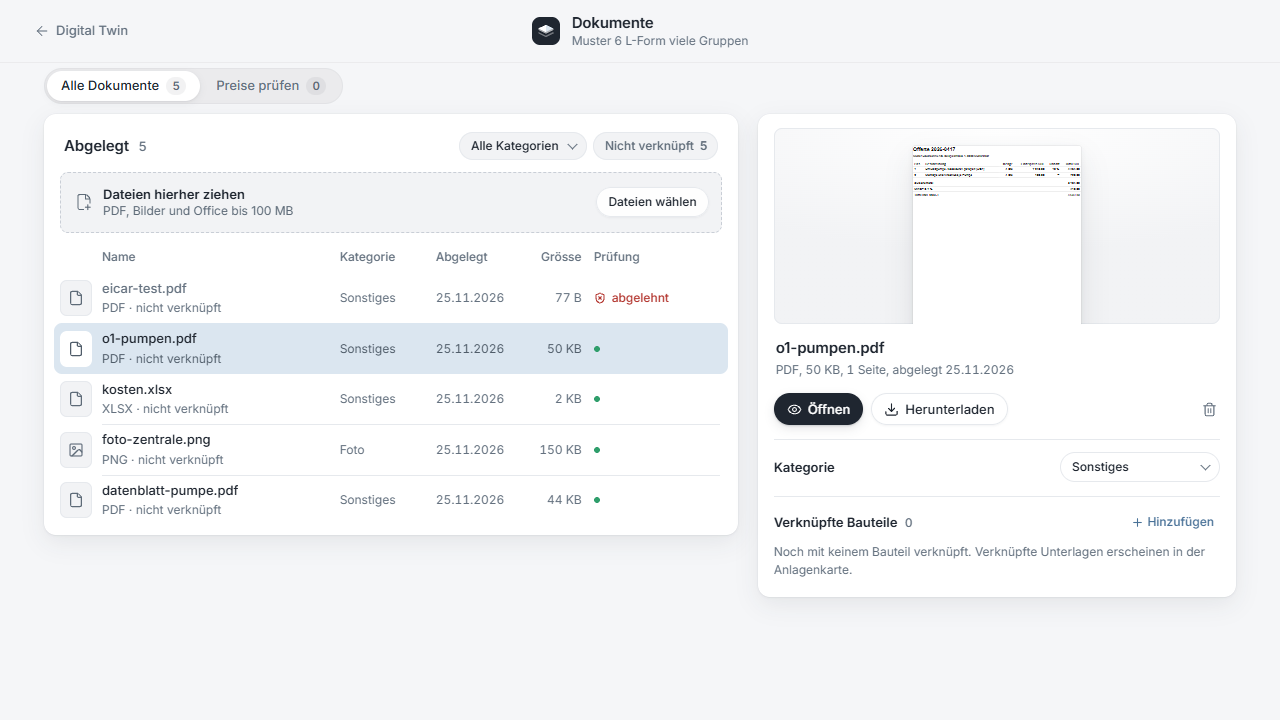 Digital Twin
Dokumente
Muster 6 L-Form viele Gruppen
Alle Dokumente 5
Preise prüfen 0
Abgelegt 5
Alle Kategorien
Nicht verknüpft 5
Dateien hierher ziehen
PDF, Bilder und Office bis 100 MB
Dateien wählen
Name Kategorie Abgelegt Grösse Prüfung
eicar-test.pdf
PDF · nicht verknüpft
Sonstiges 25.11.2026 77 B abgelehnt
o1-pumpen.pdf
PDF · nicht verknüpft
Sonstiges 25.11.2026 50 KB
kosten.xlsx
XLSX · nicht verknüpft
Sonstiges 25.11.2026 2 KB
foto-zentrale.png
PNG · nicht verknüpft
Foto 25.11.2026 150 KB
datenblatt-pumpe.pdf
PDF · nicht verknüpft
Sonstiges 25.11.2026 44 KB
Offerte 2026-0417
o1-pumpen.pdf
PDF, 50 KB, 1 Seite, abgelegt 25.11.2026
Öffnen
Herunterladen
Kategorie
Sonstiges
Verknüpfte Bauteile 0
Hinzufügen
Noch mit keinem Bauteil verknüpft. Verknüpfte Unterlagen erscheinen in der
Anlagenkarte.